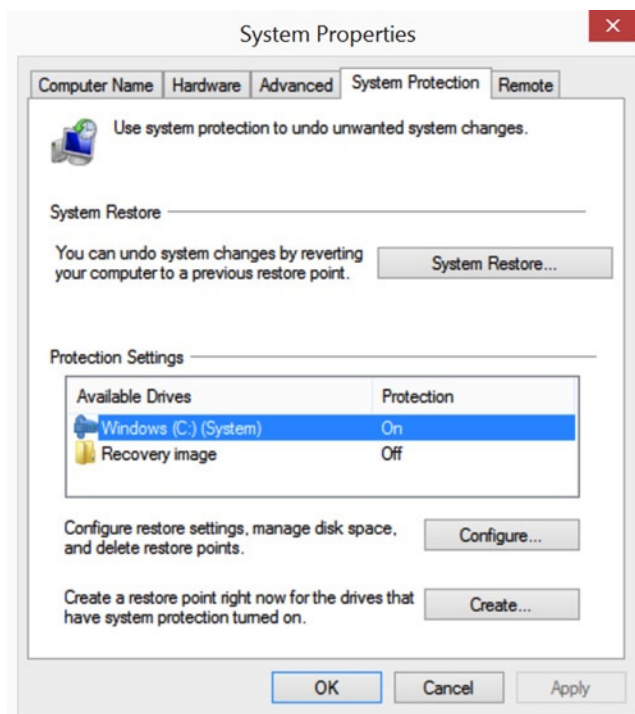 System Properties
Computer Name Hardware Advanced System Protection Remote
Use system protection to undo unwanted system changes.
System Restore
You can undo system changes by reverting
your computer to a previous restore point.
System Restore...
Protection Settings
Available Drives Protection
Windows (C:) (System) On
Recovery image Off
Configure restore settings, manage disk space,
and delete restore points.
Configure...
Create a restore point right now for the drives that
have system protection turned on.
Create...
OK Cancel Apply